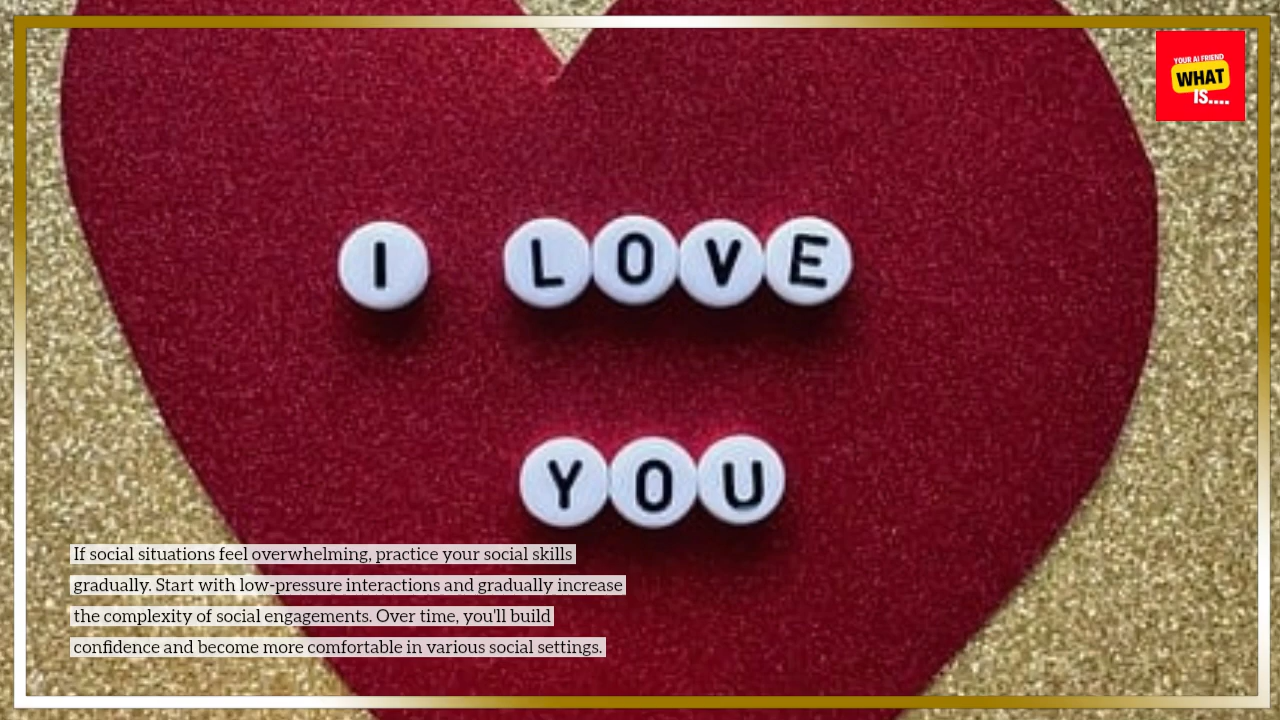 YOUR AI FRIEND
WHAT
IS....
I LOVE
YOU
If social situations feel overwhelming, practice your social skills
gradually. Start with low-pressure interactions and gradually increase
the complexity of social engagements. Over time, you'll build
confidence and become more comfortable in various social settings.